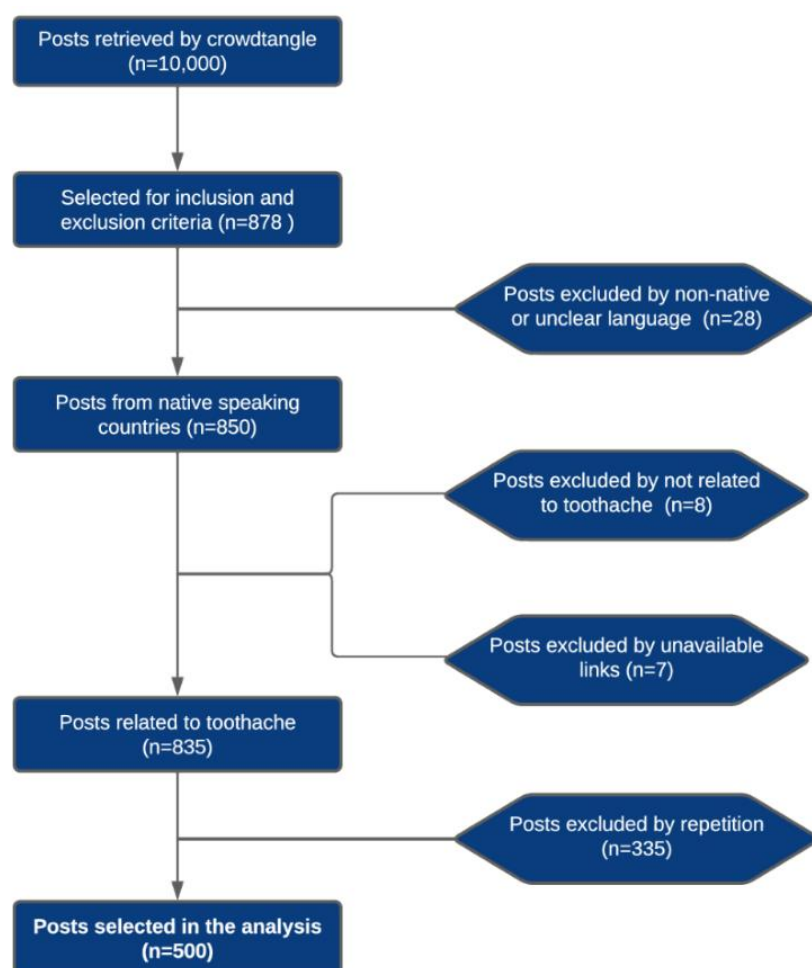 Posts retrieved by crowdtangle
(n=10,000)
Selected for inclusion and
exclusion criteria (n=878 )
Posts excluded by non-native
or unclear language (n=28)
Posts from native speaking
countries (n=850)
Posts excluded by not related
to toothache (n=8)
Posts excluded by unavailable
links (n=7)
Posts related to toothache
(n=835)
Posts excluded by repetition
(n=335)
Posts selected in the analysis
(n=500)